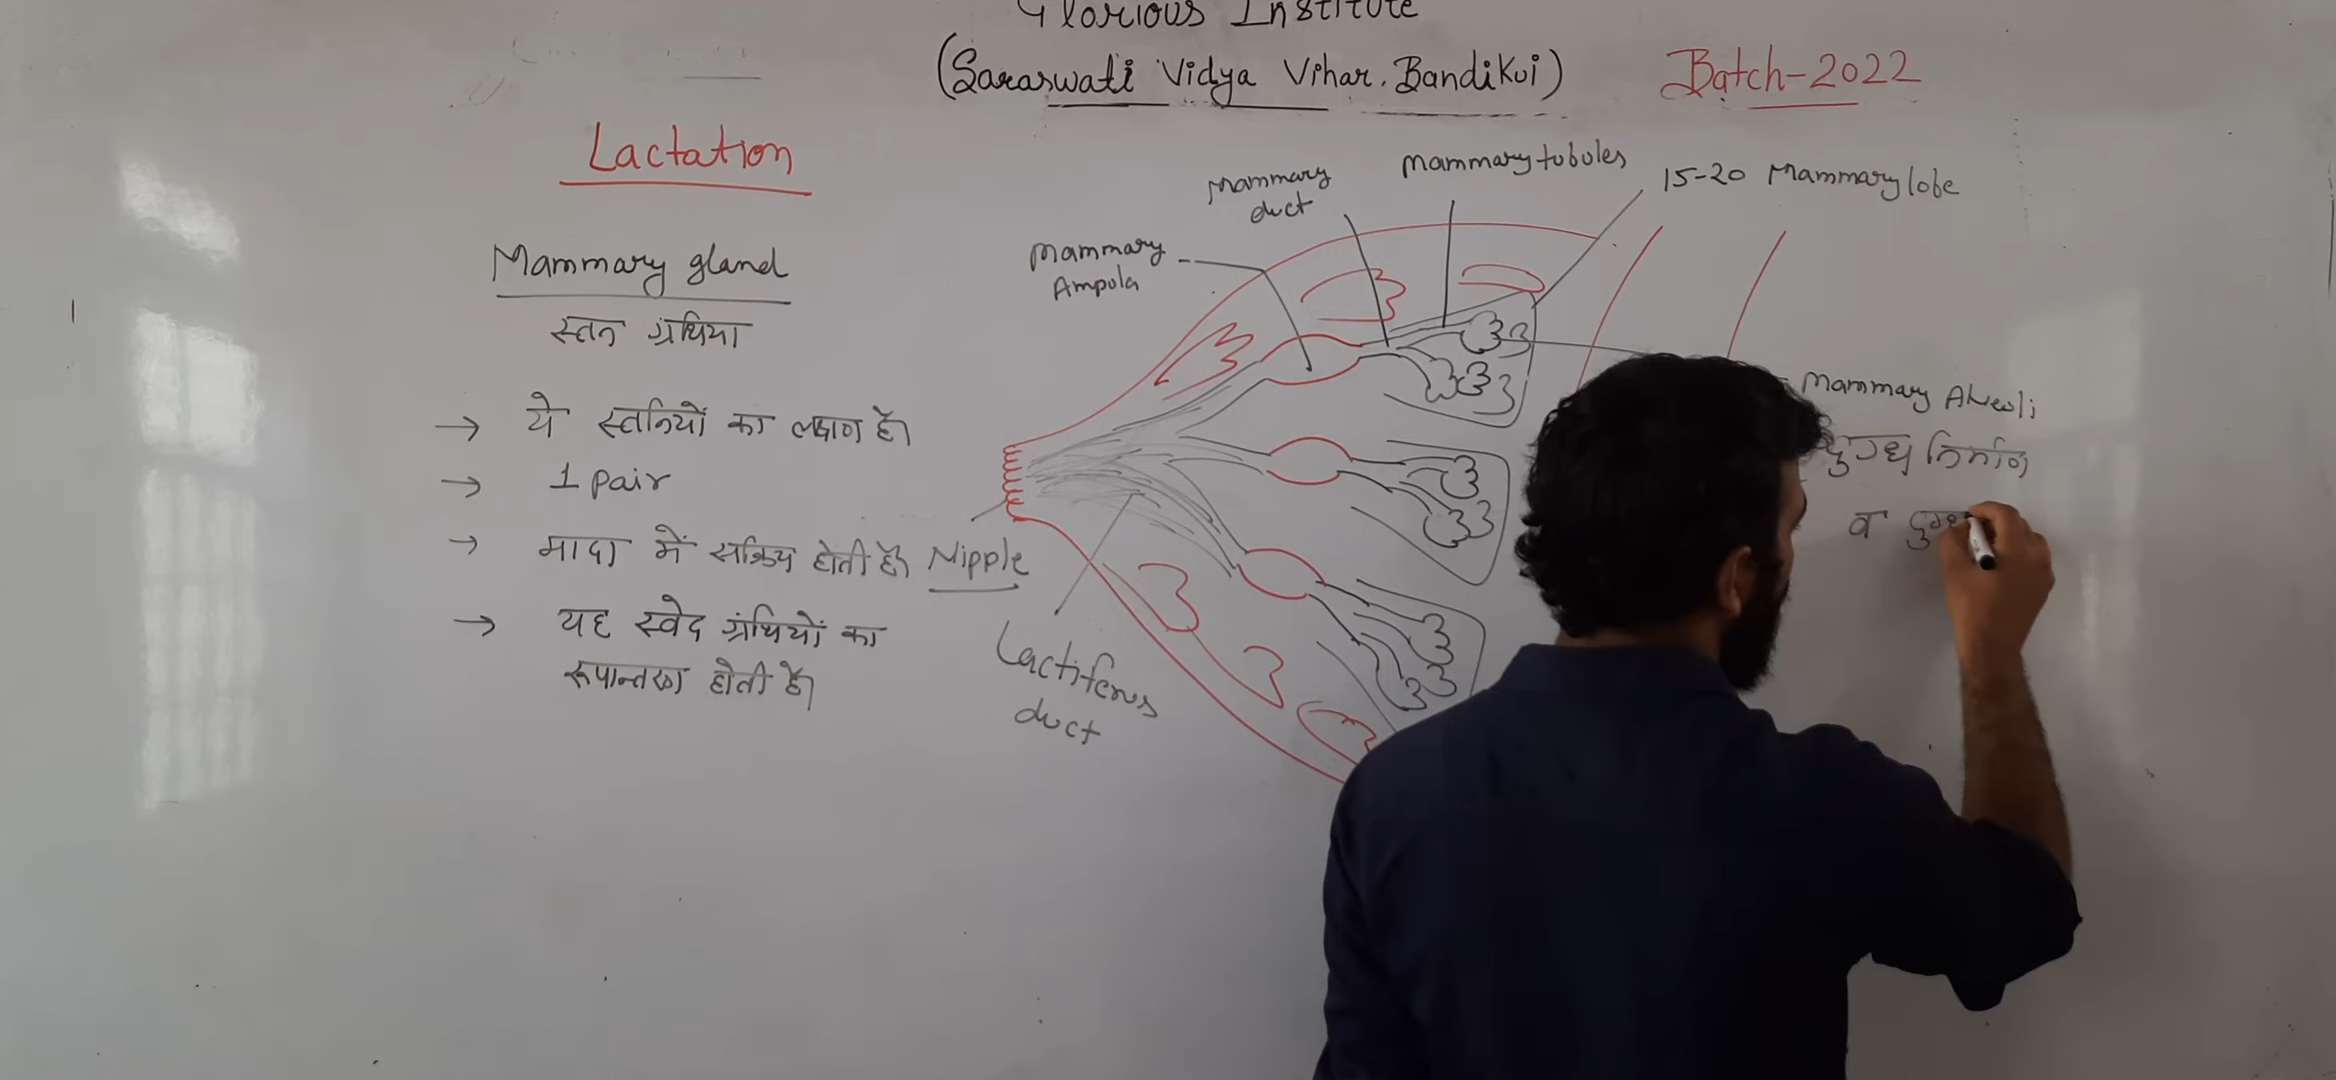 Glorious Institute
(Saraswati Vidya Vihar, Bandikui)
Batch-2022
Lactation
Mammary gland
स्तन ग्रंथिया
→ ये स्तनियों का लक्षण है।
→ 1 pair
→ मादा में सक्रिय होती है।
→ यह स्वेद ग्रंथियों का
रूपान्तरण होती है।
Mammary
Ampula
Mammary
duct
Mammary tubules
15-20 Mammary lobe
Mammary Alveoli
दुग्ध निर्माण
व
Nipple
Lactiferus
duct